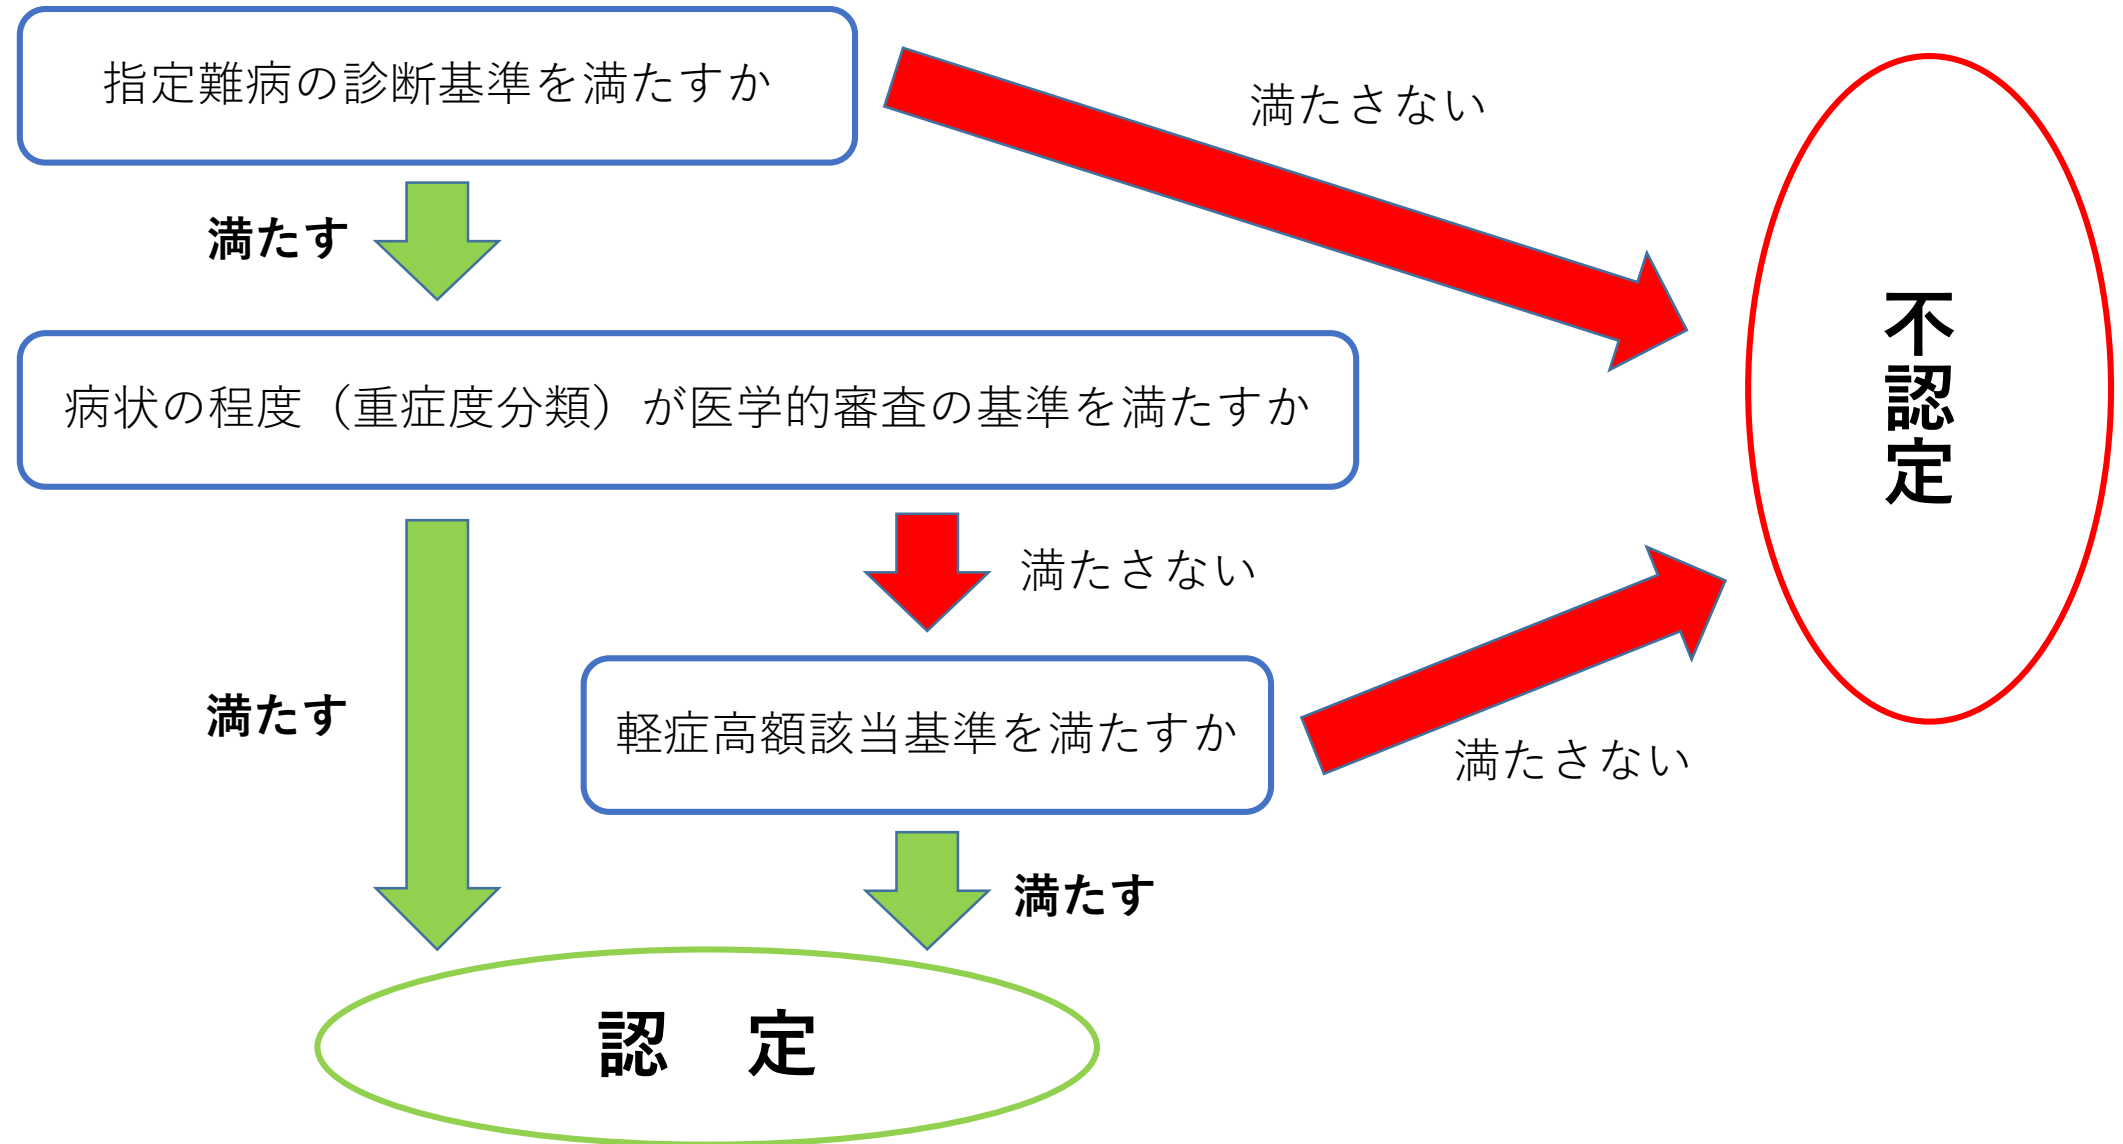 指定難病の診断基準を満たすか
満たさない
満たす
不認定
病状の程度（重症度分類）が医学的審査の基準を満たすか
満たさない
満たす
軽症高額該当基準を満たすか
満たさない
満たす
認　定